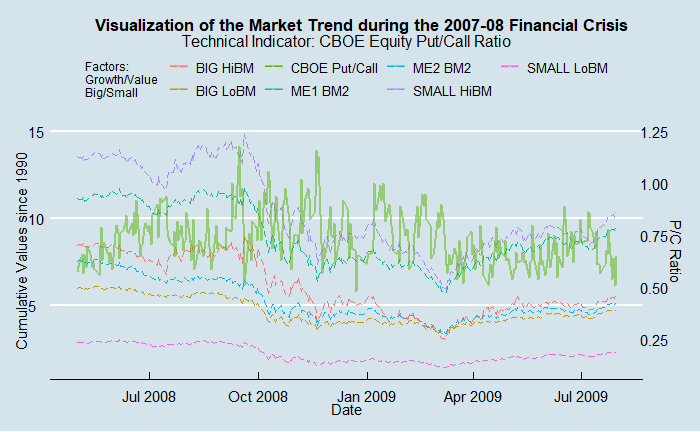 Visualization of the Market Trend during the 2007-08 Financial Crisis
Technical Indicator: CBOE Equity Put/Call Ratio
Factors:
Growth/Value
Big/Small
BIG HiBM
CBOE Put/Call
ME2 BM2
SMALL LoBM
BIG LoBM
ME1 BM2
SMALL HiBM
Cumulative Values since 1990
15
10
5
1.25
1.00
0.75
0.50
0.25
P/C Ratio
Jul 2008
Oct 2008
Jan 2009
Apr 2009
Jul 2009
Date